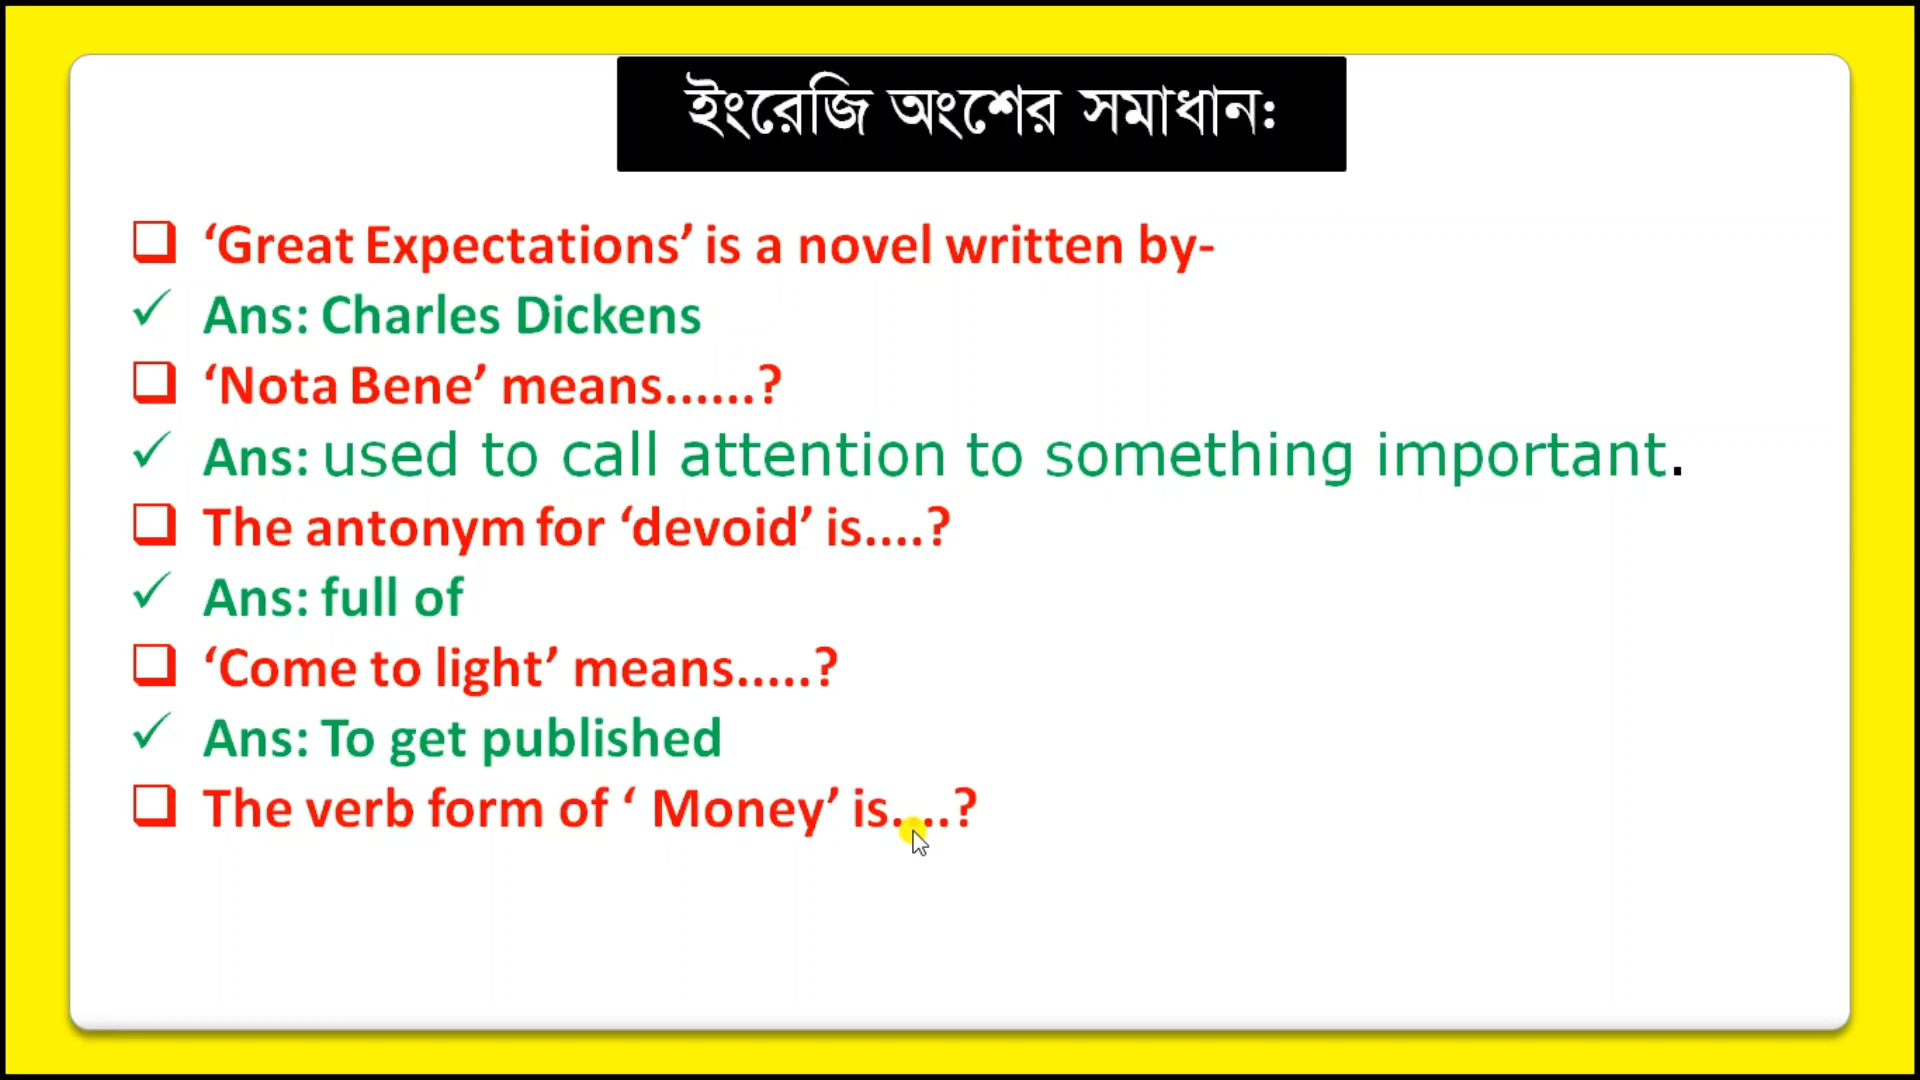 ইংরেজি অংশের সমাধান:
‘Great Expectations’ is a novel written by-
Ans: Charles Dickens
‘Nota Bene’ means......?
Ans: used to call attention to something important.
The antonym for ‘devoid’ is....?
Ans: full of
‘Come to light’ means.....?
Ans: To get published
The verb form of ‘ Money’ is....?